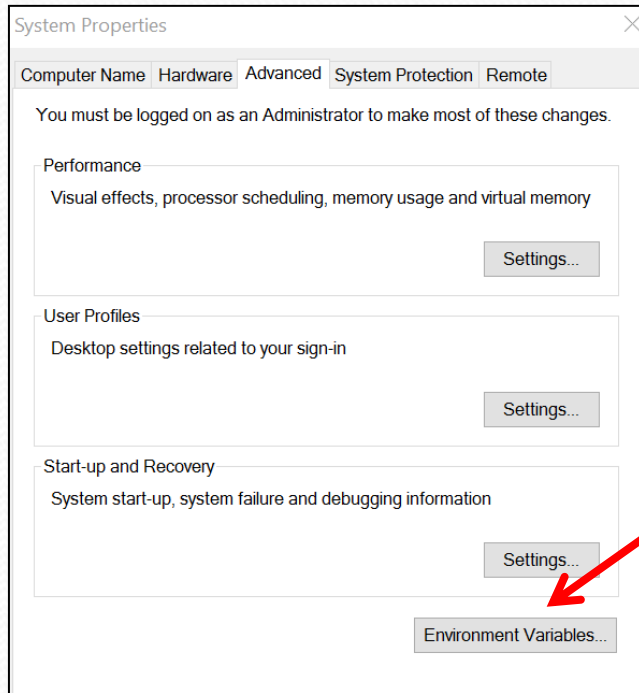 System Properties
Computer Name Hardware Advanced System Protection Remote
You must be logged on as an Administrator to make most of these changes.
Performance
Visual effects, processor scheduling, memory usage and virtual memory
Settings...
User Profiles
Desktop settings related to your sign-in
Settings...
Start-up and Recovery
System start-up, system failure and debugging information
Settings...
Environment Variables...